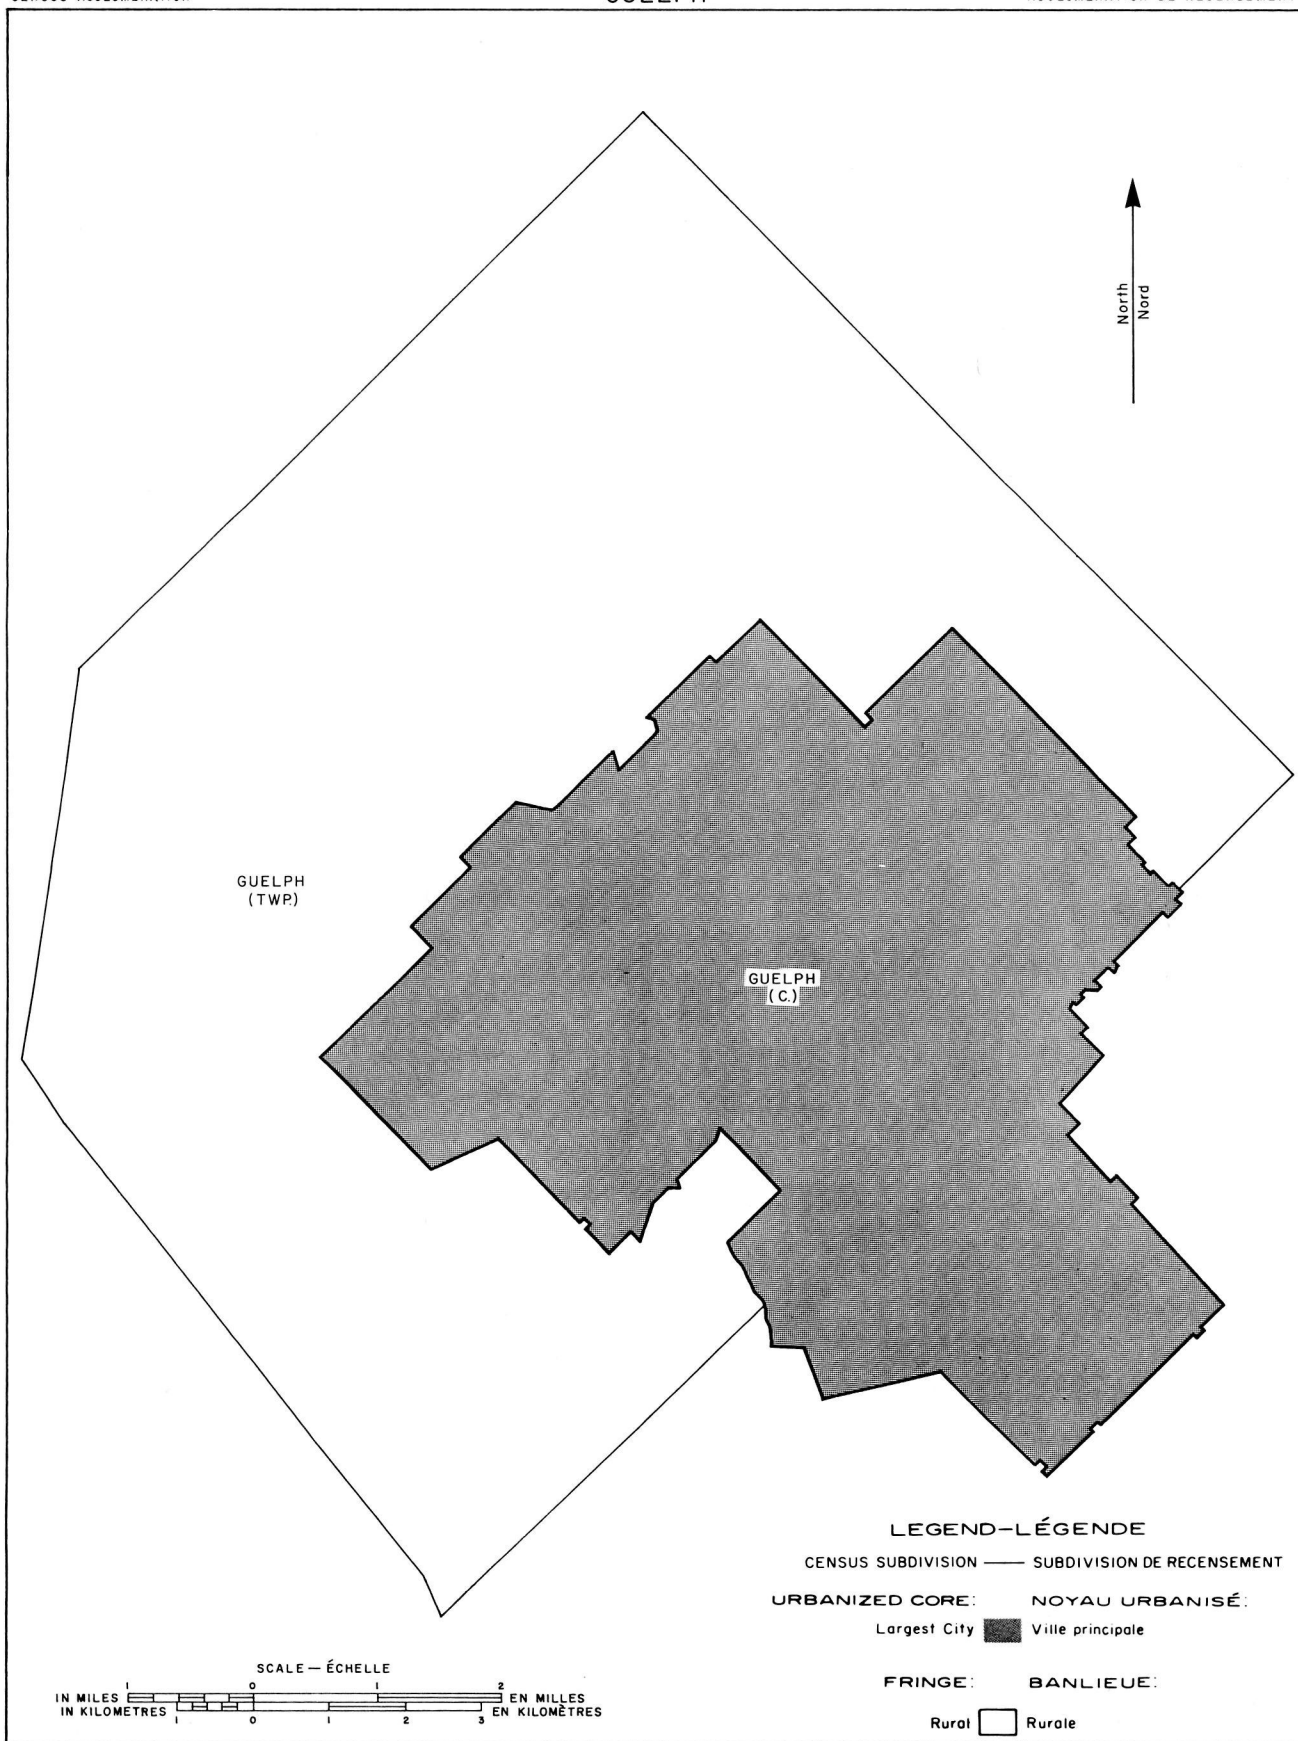 GUELPH
North
Nord
GUELPH
(TWP.)
GUELPH
(C.)
LEGEND-LÉGENDE
CENSUS SUBDIVISION SUBDIVISION DE RECENSEMENT
URBANIZED CORE: NOYAU URBANISÉ:
Largest City Ville principale
FRINGE: BANLIEUE:
Rural Rurale
SCALE — ÉCHELLE
1 0 1 2
IN MILES EN MILLES
IN KILOMETRES EN KILOMÈTRES
1 0 1 2 3